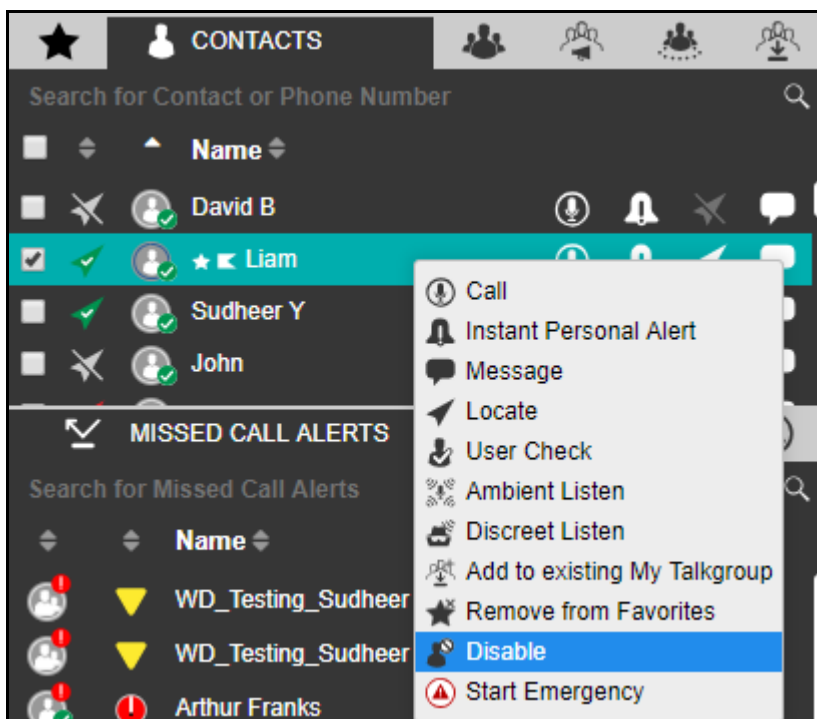 CONTACTS
Search for Contact or Phone Number
Name
David B
Liam
Sudheer Y
John
Call
Instant Personal Alert
Message
Locate
User Check
Ambient Listen
Discreet Listen
Add to existing My Talkgroup
Remove from Favorites
Disable
Start Emergency
MISSED CALL ALERTS
Search for Missed Call Alerts
Name
WD_Testing_Sudheer
WD_Testing_Sudheer
Arthur Franks